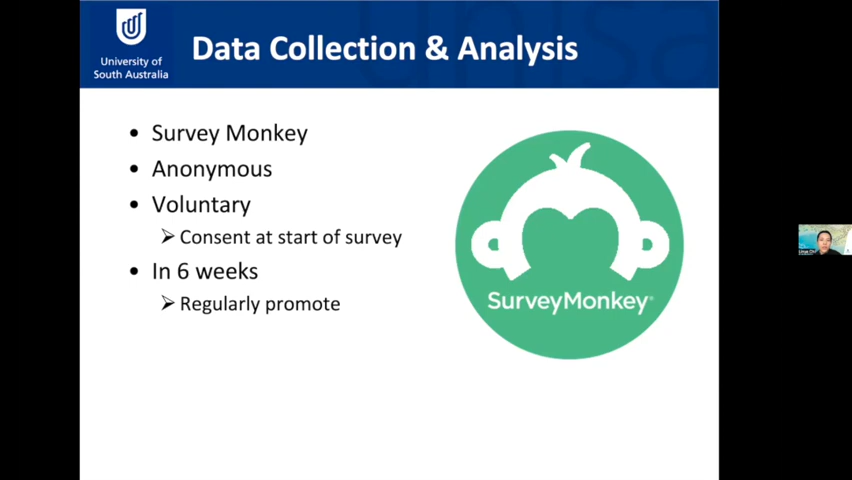 University of
South Australia
Data Collection & Analysis
• Survey Monkey
• Anonymous
• Voluntary
➢ Consent at start of survey
• In 6 weeks
➢ Regularly promote
SurveyMonkey